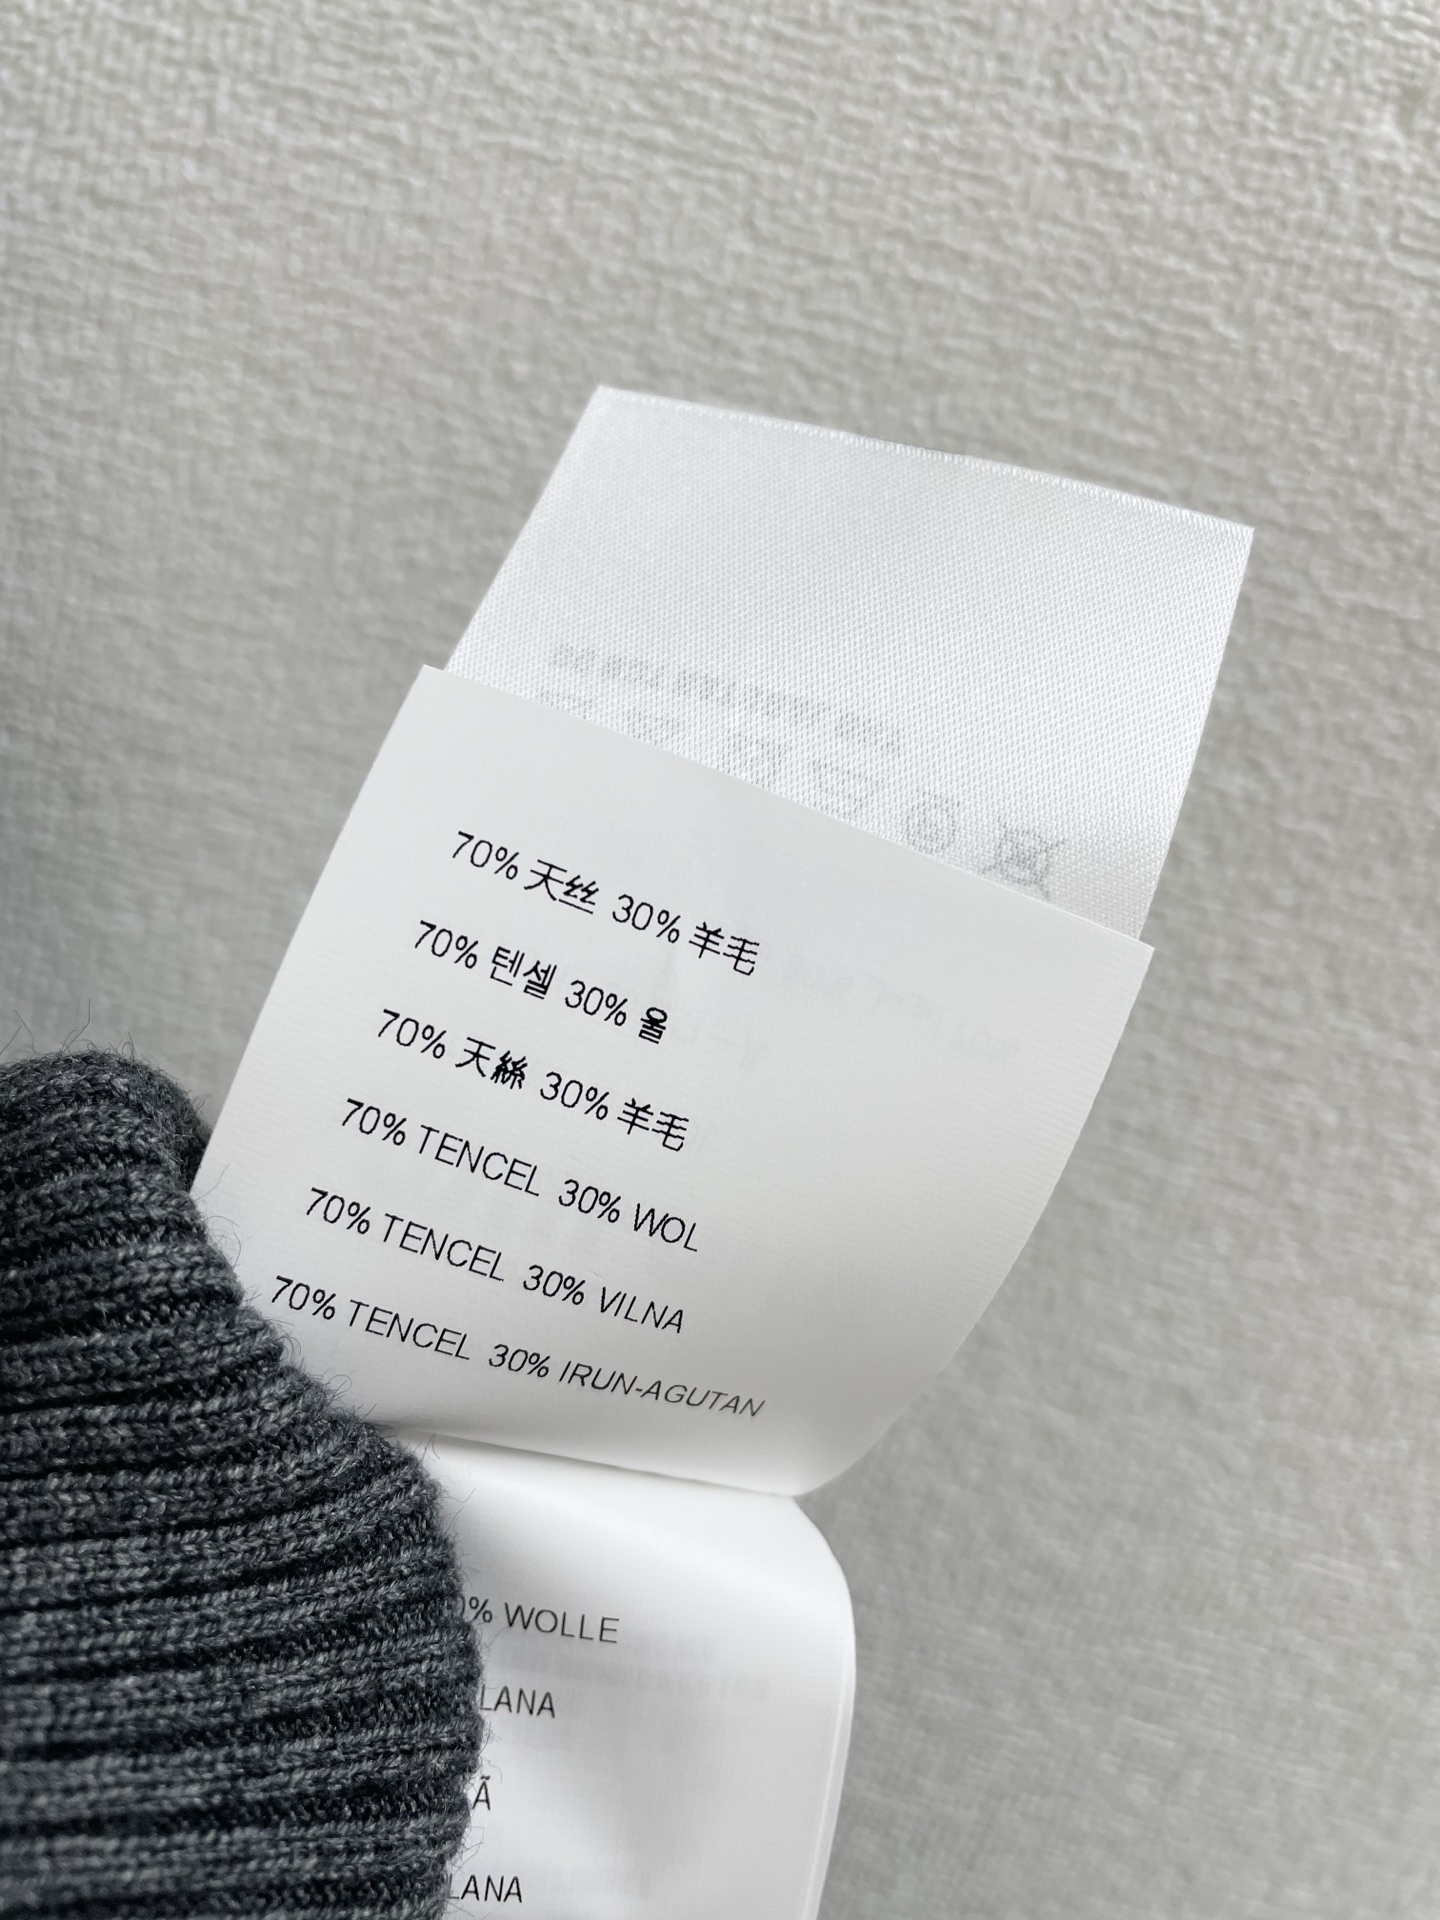 70% 天丝 30% 羊毛
70% 텐셀 30% 울
70% 天絲 30% 羊毛
70% TENCEL 30% WOL
70% TENCEL 30% VILNA
70% TENCEL 30% IRUN-AGUTAN
0% WOLLE
LANA
Ã
LANA